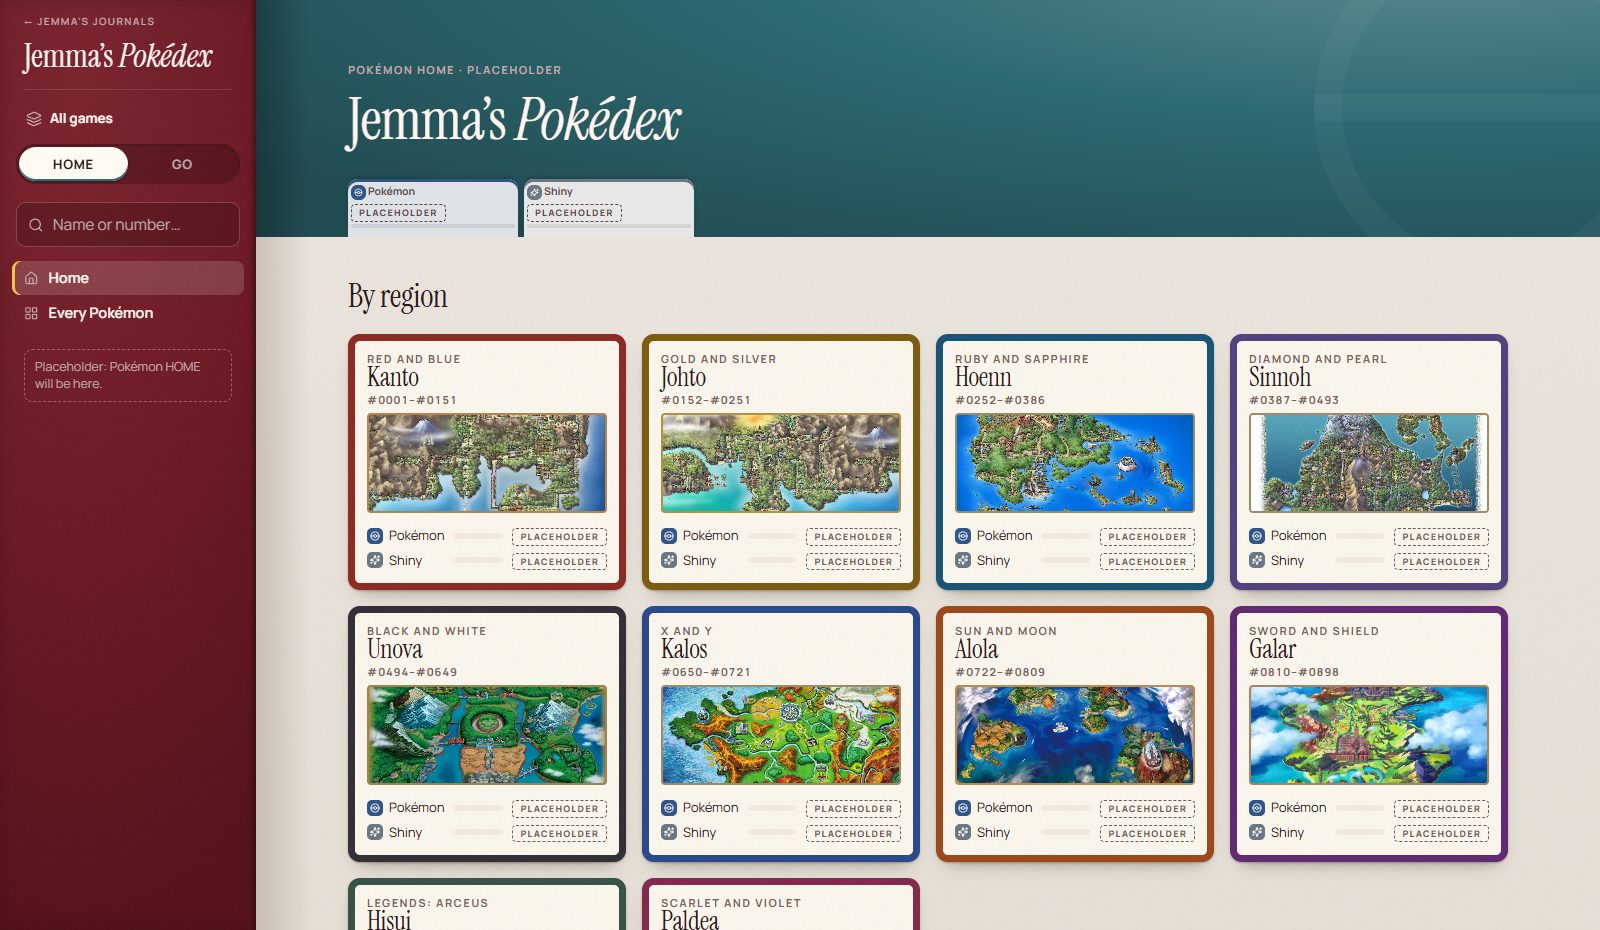 ← JEMMA'S JOURNALS
Jemma's Pokédex
All games
HOME
GO
Name or number...
Home
Every Pokémon
Placeholder: Pokémon HOME
will be here.
POKÉMON HOME · PLACEHOLDER
Jemma's Pokédex
Pokémon
PLACEHOLDER
Shiny
PLACEHOLDER
By region
RED AND BLUE
Kanto
#0001–#0151
Pokémon PLACEHOLDER
Shiny PLACEHOLDER
GOLD AND SILVER
Johto
#0152–#0251
Pokémon PLACEHOLDER
Shiny PLACEHOLDER
RUBY AND SAPPHIRE
Hoenn
#0252–#0386
Pokémon PLACEHOLDER
Shiny PLACEHOLDER
DIAMOND AND PEARL
Sinnoh
#0387–#0493
Pokémon PLACEHOLDER
Shiny PLACEHOLDER
BLACK AND WHITE
Unova
#0494–#0649
Pokémon PLACEHOLDER
Shiny PLACEHOLDER
X AND Y
Kalos
#0650–#0721
Pokémon PLACEHOLDER
Shiny PLACEHOLDER
SUN AND MOON
Alola
#0722–#0809
Pokémon PLACEHOLDER
Shiny PLACEHOLDER
SWORD AND SHIELD
Galar
#0810–#0898
Pokémon PLACEHOLDER
Shiny PLACEHOLDER
LEGENDS: ARCEUS
Hisui
SCARLET AND VIOLET
Paldea